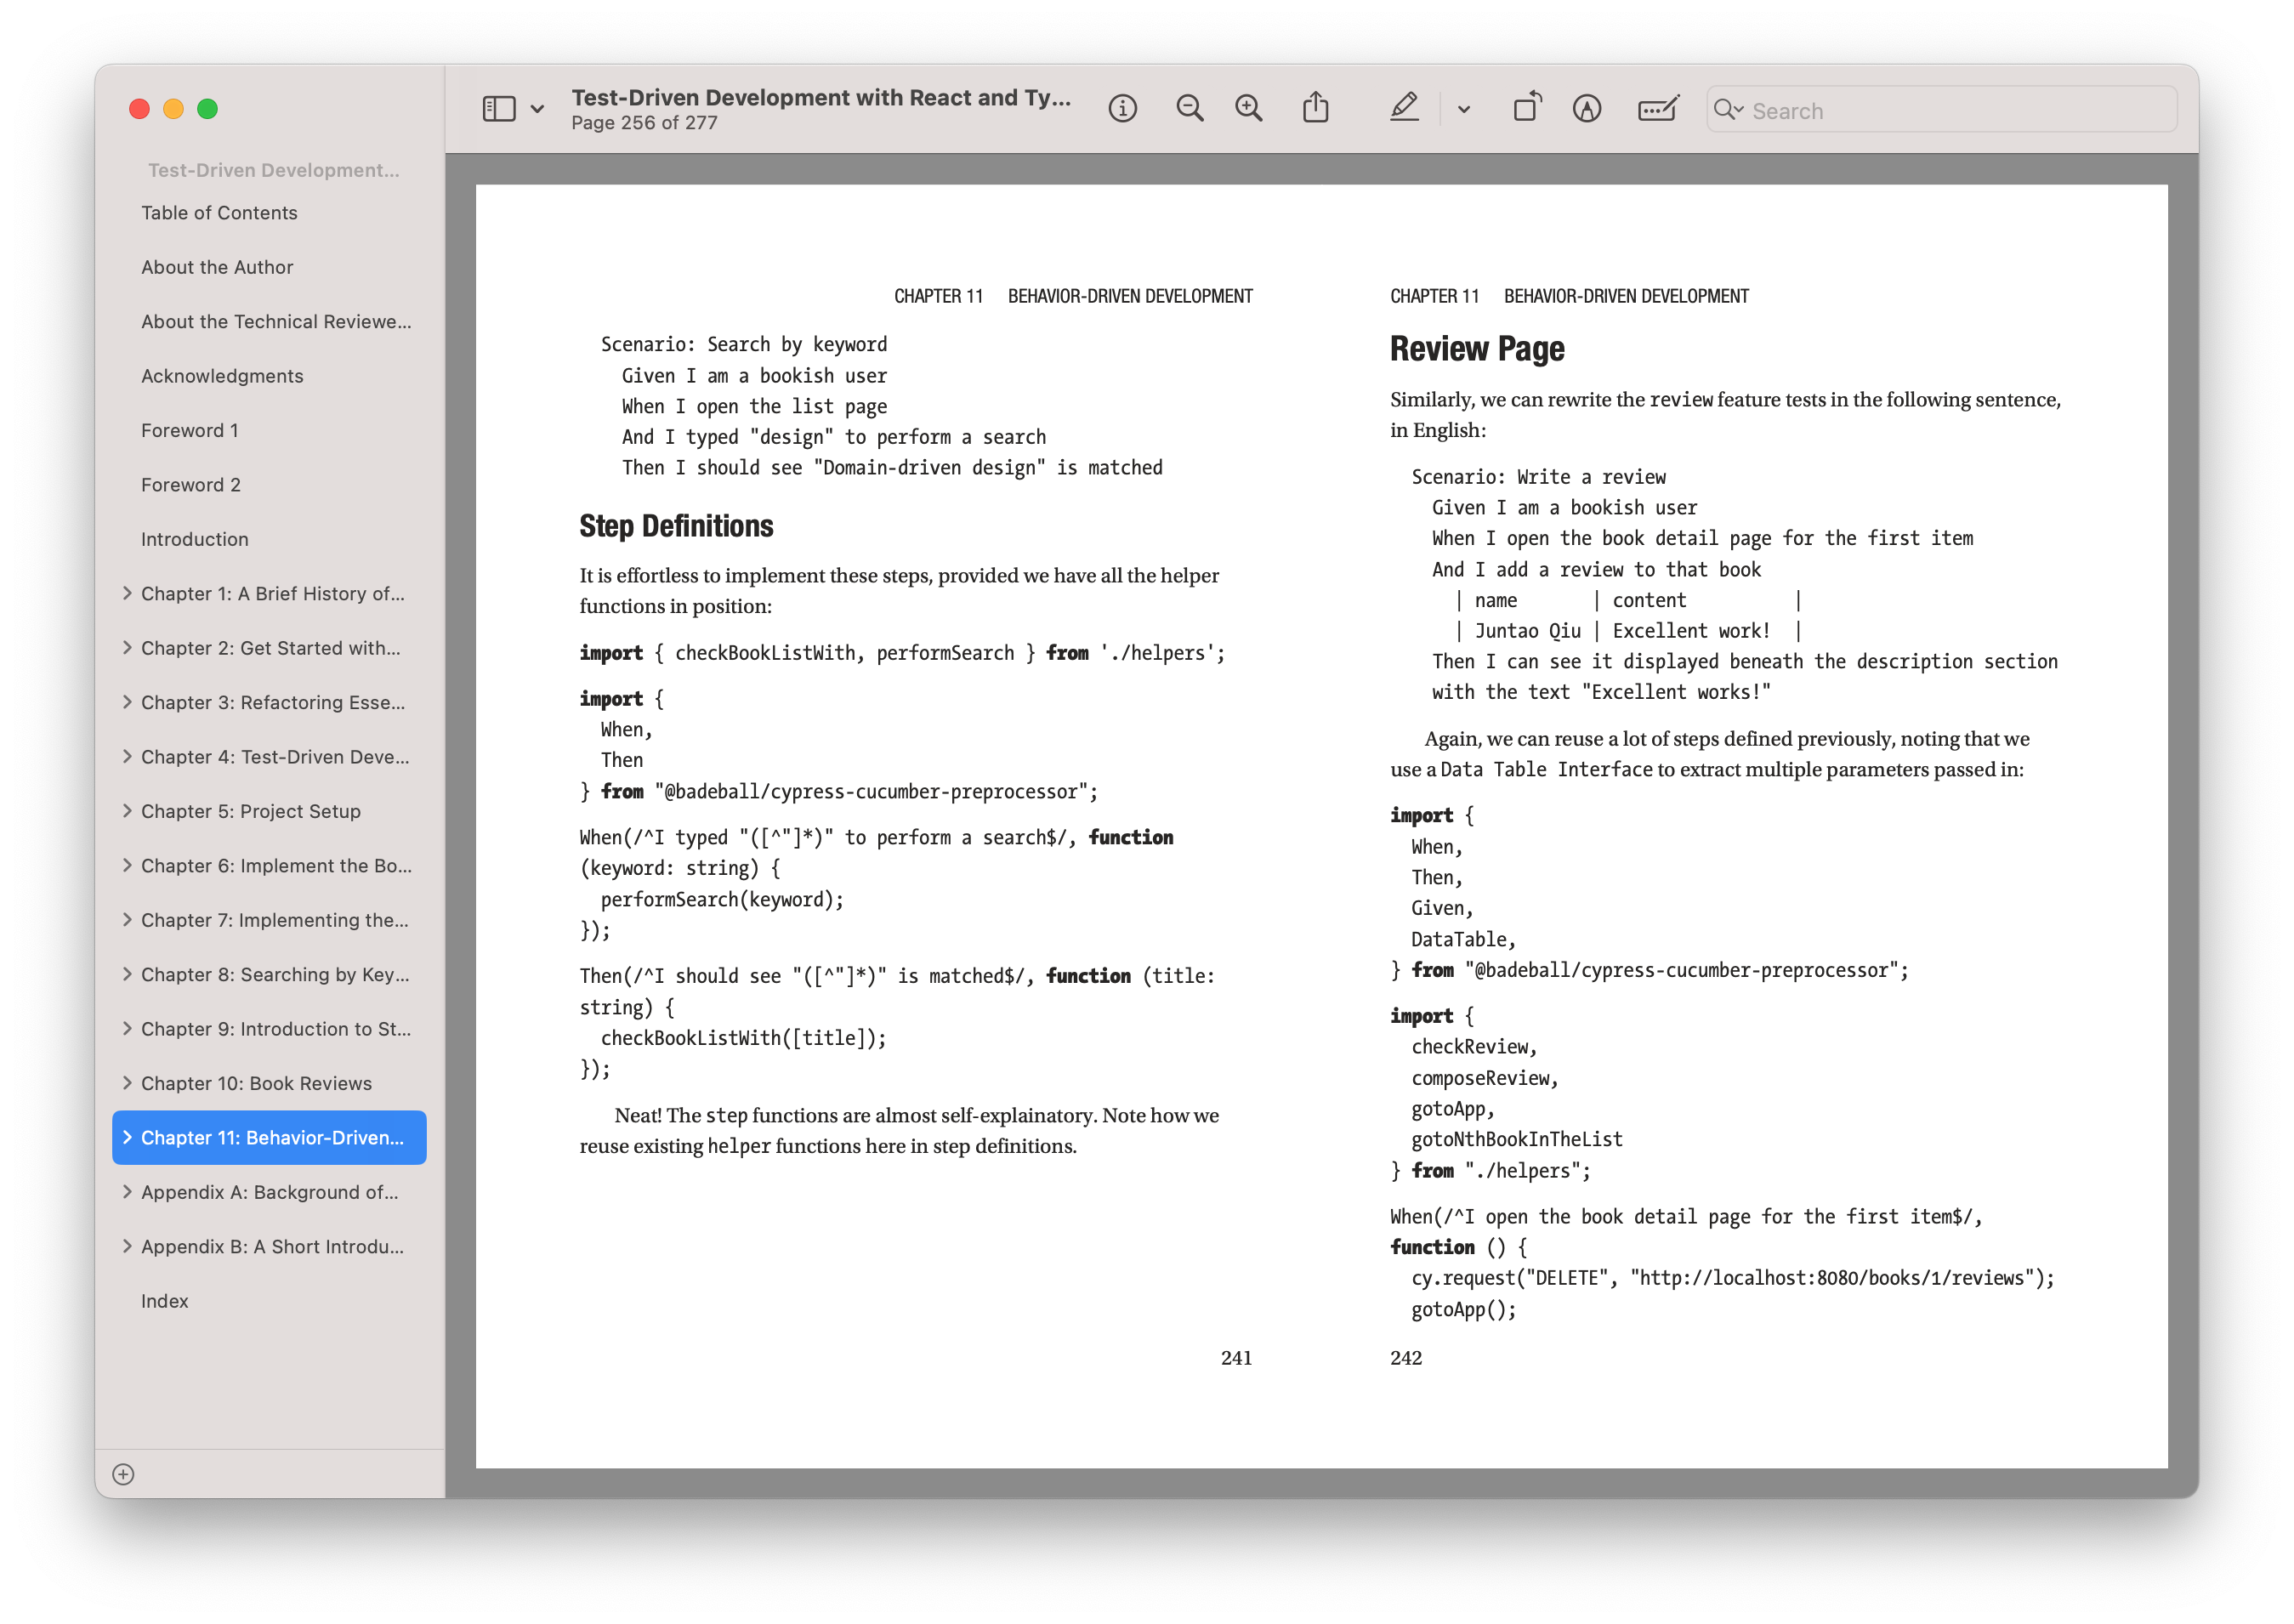 Test-Driven Development...
Table of Contents
About the Author
About the Technical Reviewe...
Acknowledgments
Foreword 1
Foreword 2
Introduction
Chapter 1: A Brief History of...
Chapter 2: Get Started with...
Chapter 3: Refactoring Esse...
Chapter 4: Test-Driven Deve...
Chapter 5: Project Setup
Chapter 6: Implement the Bo...
Chapter 7: Implementing the...
Chapter 8: Searching by Key...
Chapter 9: Introduction to St...
Chapter 10: Book Reviews
Chapter 11: Behavior-Driven...
Appendix A: Background of...
Appendix B: A Short Introdu...
Index
Test-Driven Development with React and Ty...
Page 256 of 277
Search
CHAPTER 11 BEHAVIOR-DRIVEN DEVELOPMENT
Scenario: Search by keyword
Given I am a bookish user
When I open the list page
And I typed "design" to perform a search
Then I should see "Domain-driven design" is matched
Step Definitions
It is effortless to implement these steps, provided we have all the helper
functions in position:
import { checkBookListWith, performSearch } from './helpers';
import {
When,
Then
} from "@badeball/cypress-cucumber-preprocessor";
When(/^I typed "([^"]*)" to perform a search$/, function
(keyword: string) {
performSearch(keyword);
});
Then(/^I should see "([^"]*)" is matched$/, function (title:
string) {
checkBookListWith([title]);
});
Neat! The step functions are almost self-explainatory. Note how we
reuse existing helper functions here in step definitions.
241
CHAPTER 11 BEHAVIOR-DRIVEN DEVELOPMENT
Review Page
Similarly, we can rewrite the review feature tests in the following sentence,
in English:
Scenario: Write a review
Given I am a bookish user
When I open the book detail page for the first item
And I add a review to that book
| name | content |
| Juntao Qiu | Excellent work! |
Then I can see it displayed beneath the description section
with the text "Excellent works!"
Again, we can reuse a lot of steps defined previously, noting that we
use a Data Table Interface to extract multiple parameters passed in:
import {
When,
Then,
Given,
DataTable,
} from "@badeball/cypress-cucumber-preprocessor";
import {
checkReview,
composeReview,
gotoApp,
gotoNthBookInTheList
} from "./helpers";
When(/^I open the book detail page for the first item$/,
function () {
cy.request("DELETE", "http://localhost:8080/books/1/reviews");
gotoApp();
242